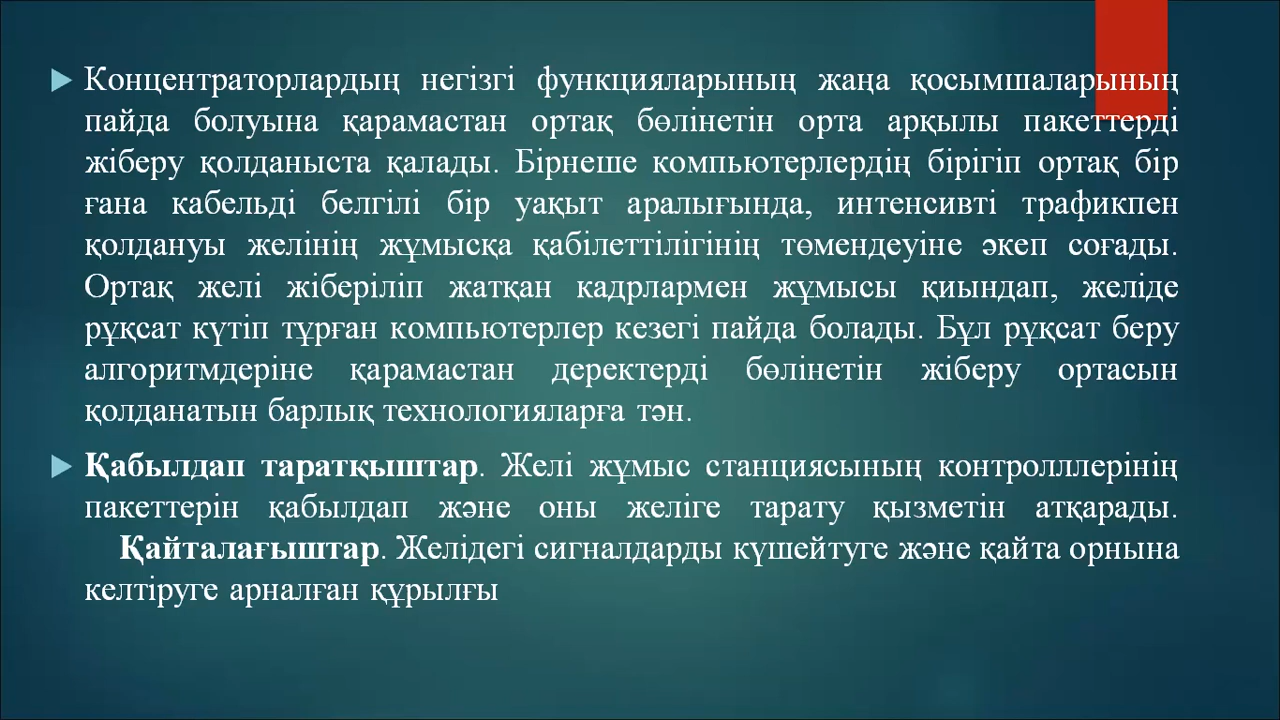 Концентраторлардың негізгі функцияларының жаңа қосымшаларының
пайда болуына қарамастан ортақ бөлінетін орта арқылы пакеттерді
жіберу қолданыста қалады. Бірнеше компьютерлердің бірігіп ортақ бір
ғана кабельді белгілі бір уақыт аралығында, интенсивті трафикпен
қолдануы желінің жұмысқа қабілеттілігінің төмендеуіне әкеп соғады.
Ортақ желі жіберіліп жатқан кадрлармен жұмысы қиындап, желіде
рұқсат күтіп тұрған компьютерлер кезегі пайда болады. Бұл рұқсат беру
алгоритмдеріне қарамастан деректерді бөлінетін жіберу ортасын
қолданатын барлық технологияларға тән.
Қабылдап таратқыштар. Желі жұмыс станциясының контролллерінің
пакеттерін қабылдап және оны желіге тарату қызметін атқарады.
Қайталағыштар. Желідегі сигналдарды күшейтуге және қайта орнына
келтіруге арналған құрылғы